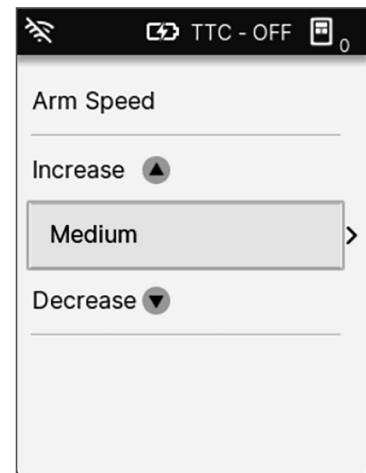 TTC - OFF 0
Arm Speed
Increase
Medium
Decrease